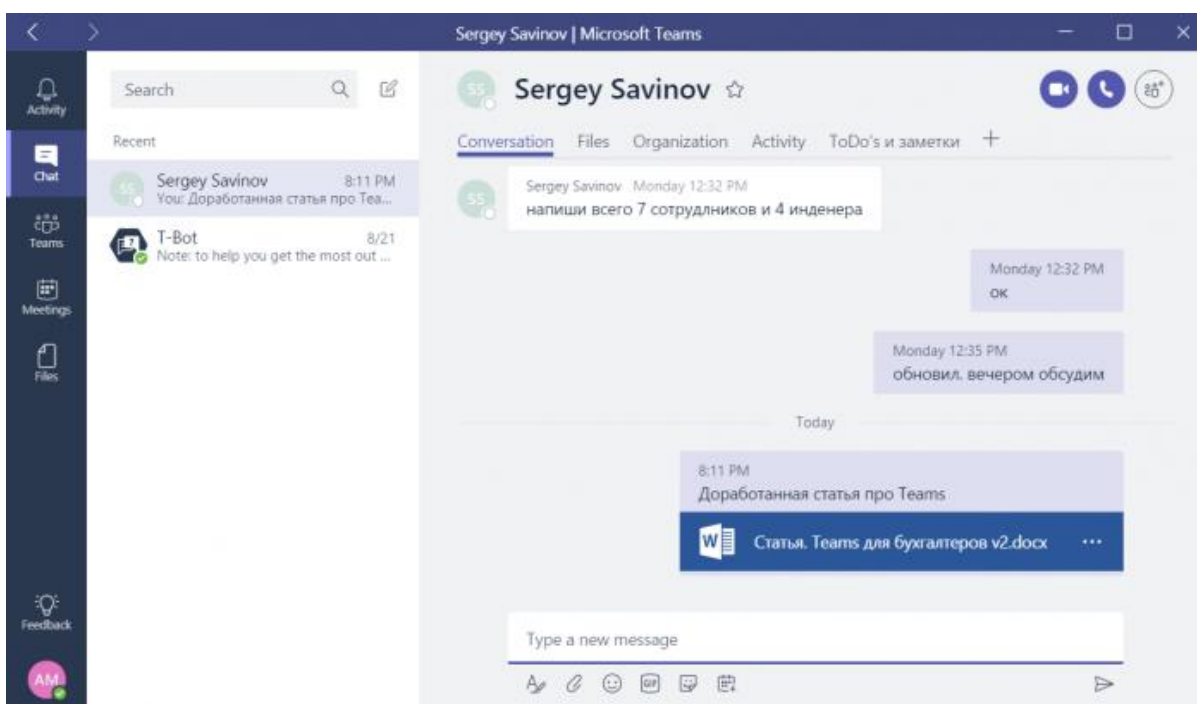 Sergey Savinov | Microsoft Teams
Activity
Chat
Teams
Meetings
Files
Feedback
AM
Search
Recent
SS
Sergey Savinov 8:11 PM
You: Доработанная статья про Tea...
T-Bot 8/21
Note: to help you get the most out ...
SS Sergey Savinov
Conversation Files Organization Activity ToDo's и заметки
SS
Sergey Savinov Monday 12:32 PM
напиши всего 7 сотрудлников и 4 инденера
Monday 12:32 PM
ок
Monday 12:35 PM
обновил. вечером обсудим
Today
8:11 PM
Доработанная статья про Teams
W Статья. Teams для бухгалтеров v2.docx
Type a new message
GIF